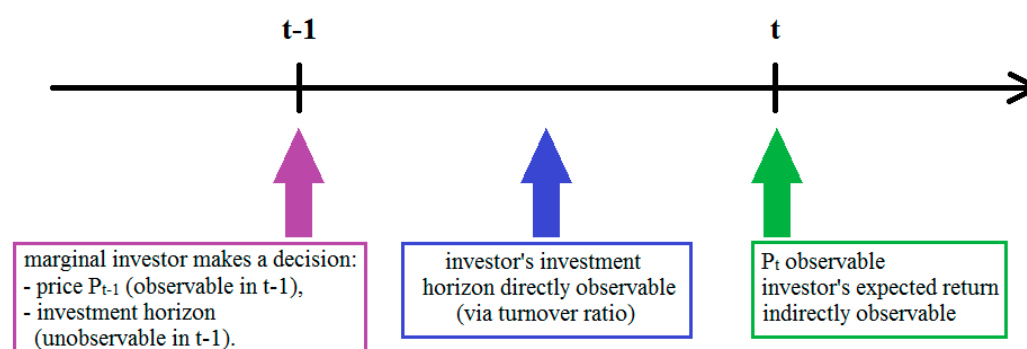 t-1
t
marginal investor makes a decision:
- price Pt-1 (observable in t-1),
- investment horizon
(unobservable in t-1).
investor's investment
horizon directly observable
(via turnover ratio)
Pt observable
investor's expected return
indirectly observable